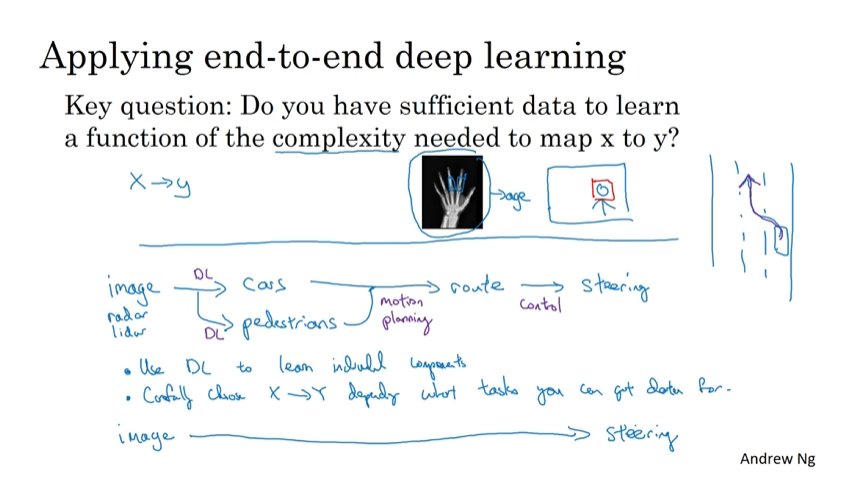 Applying end-to-end deep learning
Key question: Do you have sufficient data to learn
a function of the complexity needed to map x to y?
X → y
→ age
image DL → cars → route → steering
radar
lidar
DL → pedestrians
motion
planning
control
• Use DL to learn individual components
• Carefully choose X → Y depending what tasks you can get data for.
image → steering
Andrew Ng